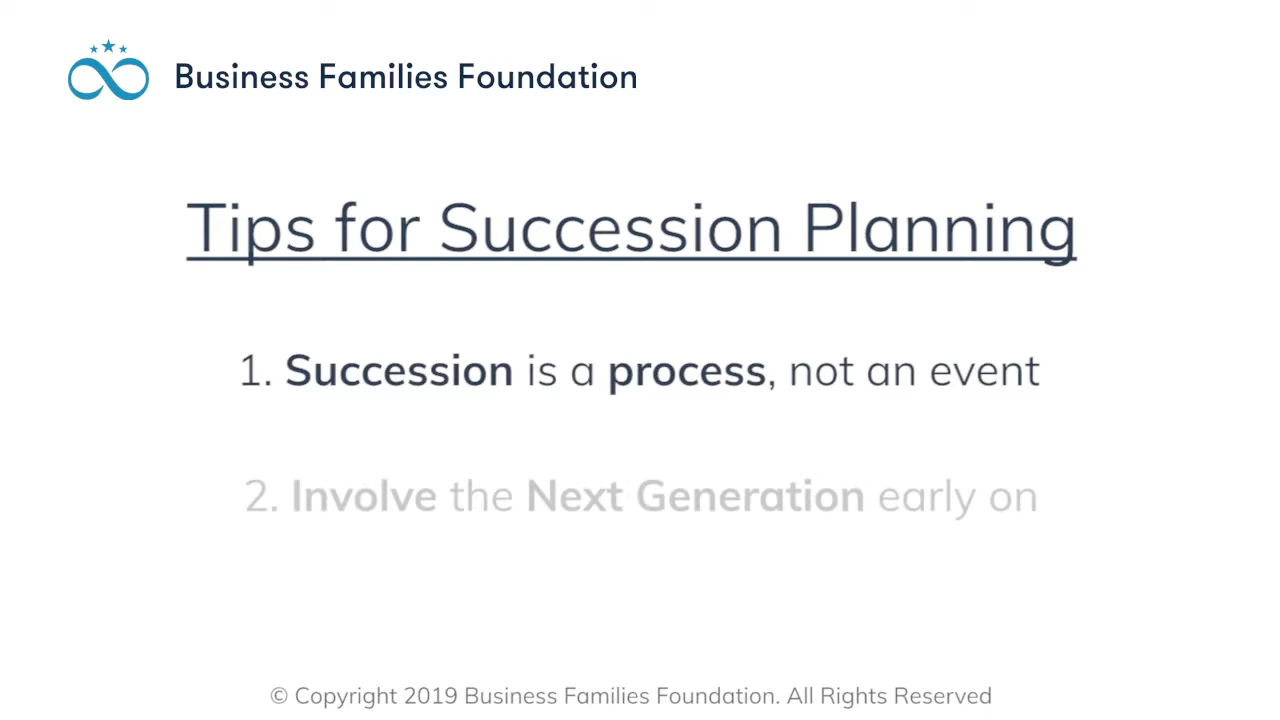 Business Families Foundation
Tips for Succession Planning
1. Succession is a process, not an event
2. Involve the Next Generation early on
© Copyright 2019 Business Families Foundation. All Rights Reserved